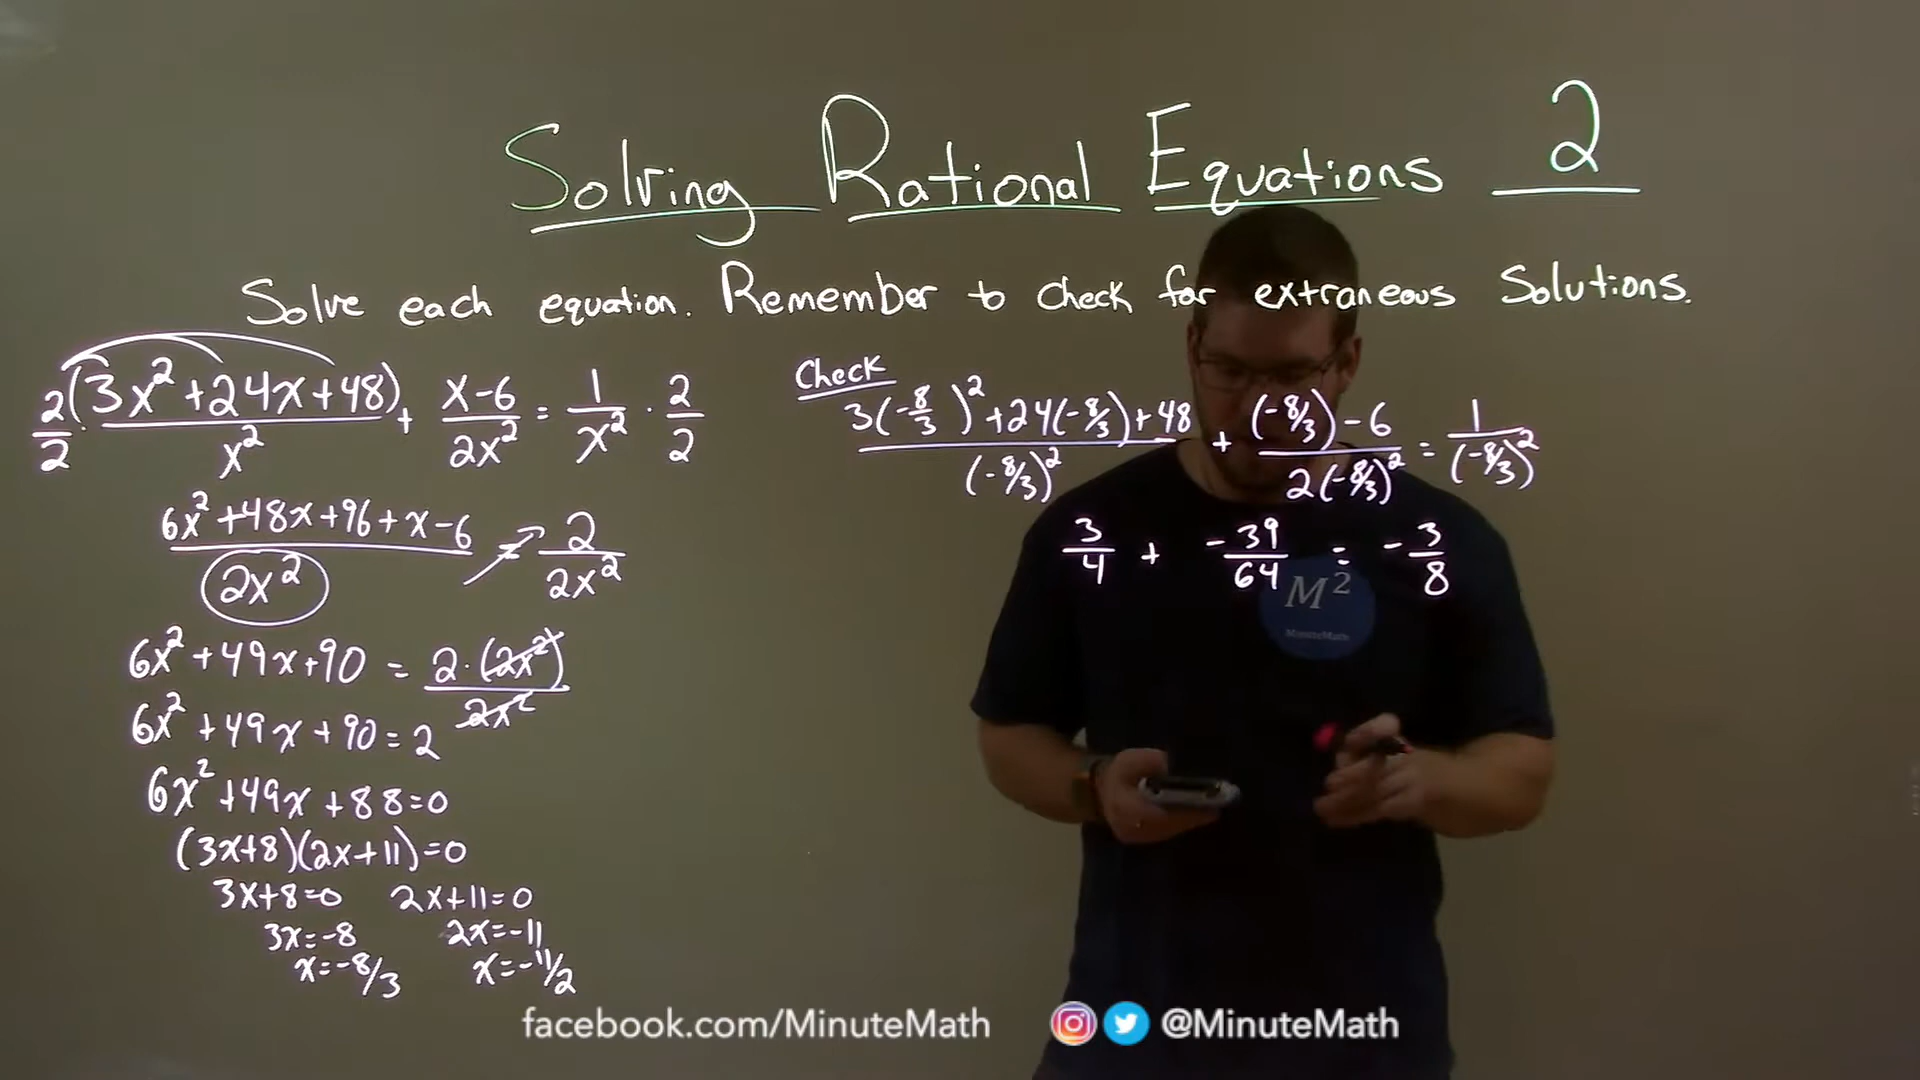 Solving Rational Equations 2
Solve each equation. Remember to check for extraneous solutions.
2/2 · (3x² + 24x + 48)/x² + (x-6)/2x² = 1/x² · 2/2
(6x² + 48x + 96 + x - 6)/2x² = 2/2x²
6x² + 49x + 90 = 2·(2x²)/2x²
6x² + 49x + 90 = 2
6x² + 49x + 88 = 0
(3x+8)(2x+11) = 0
3x+8=0 2x+11=0
3x=-8 2x=-11
x=-8/3 x=-11/2
Check
(3(-8/3)² + 24(-8/3) + 48)/(-8/3)² + ((-8/3) - 6)/2(-8/3)² = 1/(-8/3)²
3/4 + -39/64 = -3/8
M²
MinuteMath
facebook.com/MinuteMath @MinuteMath